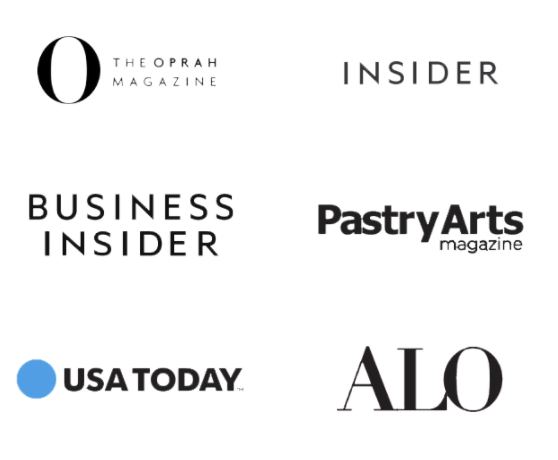 O THE OPRAH
MAGAZINE
INSIDER
BUSINESS
INSIDER
PastryArts
magazine
USA TODAY
ALO